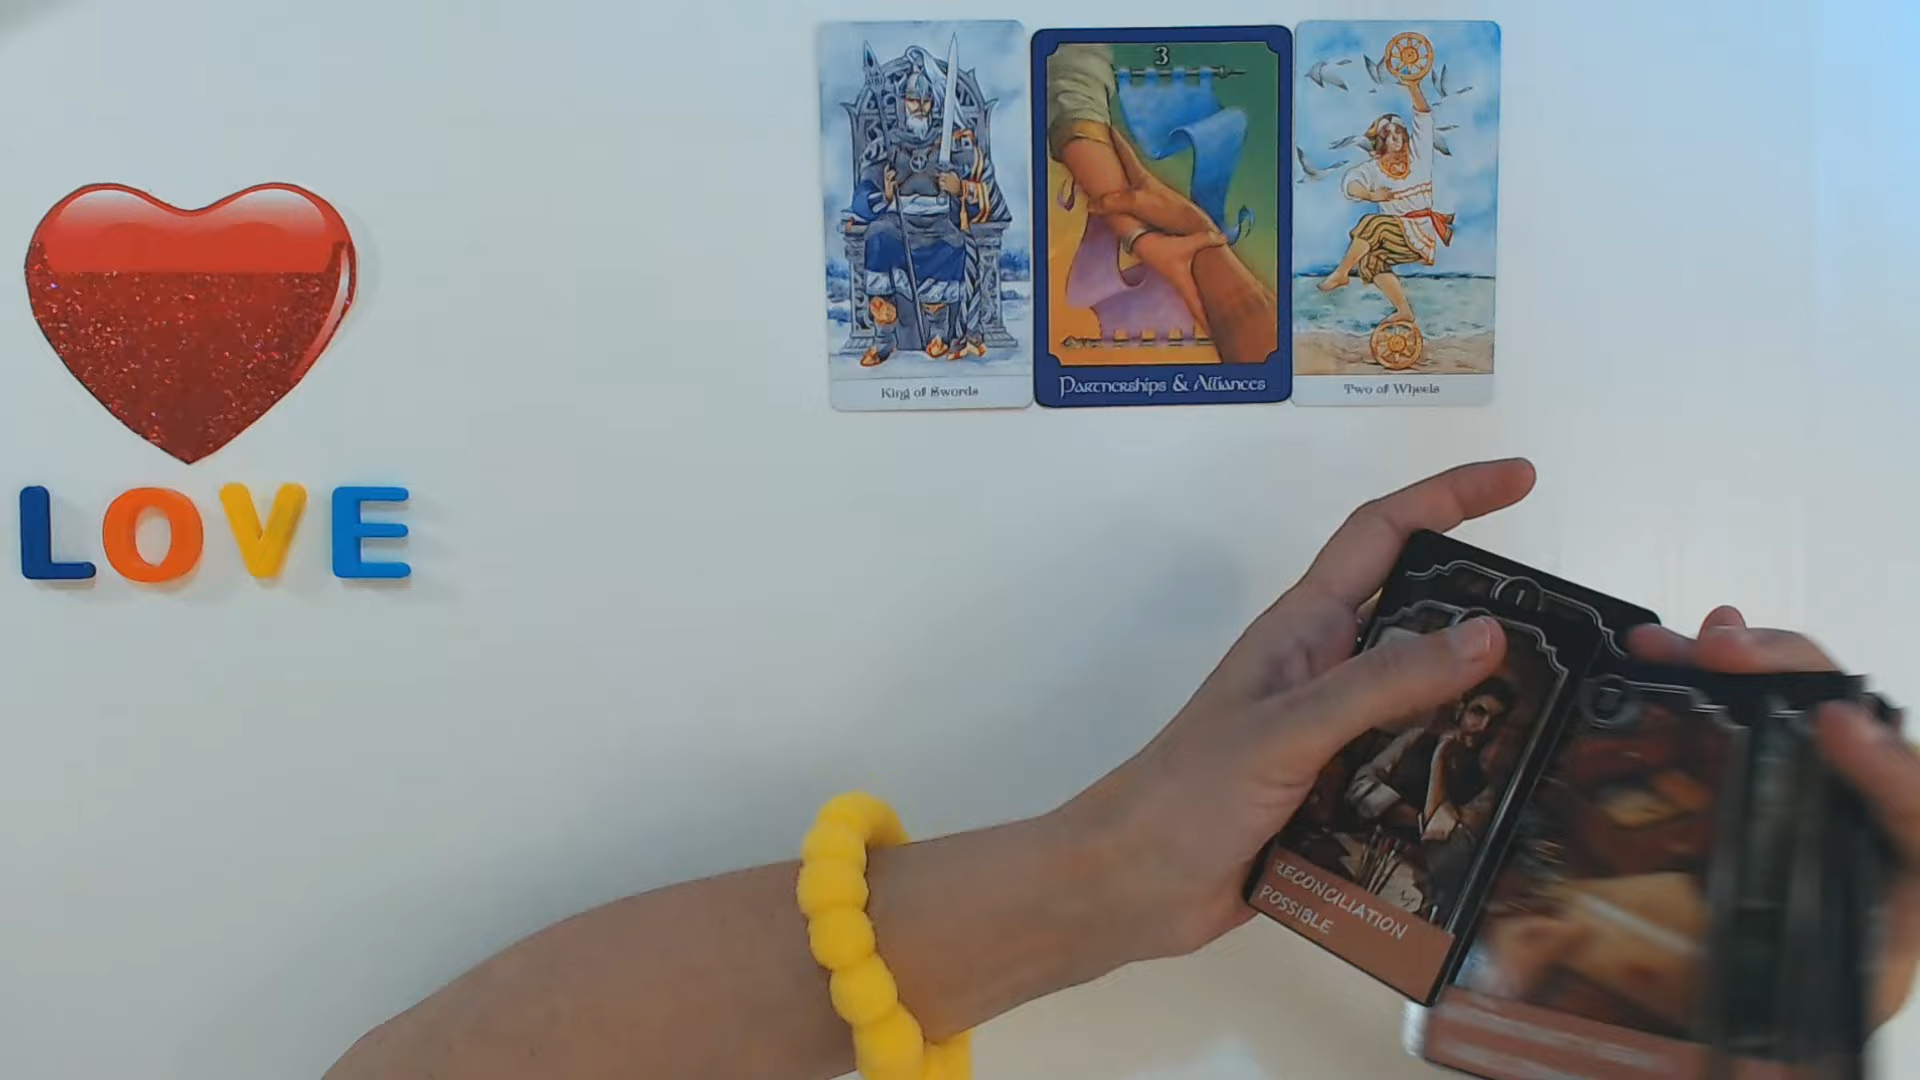 3
King of Swords
Partnerships & Alliances
Two of Wheels
LOVE
RECONCILIATION
POSSIBLE